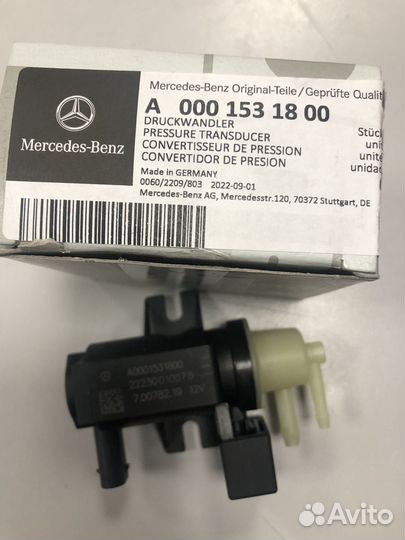 Mercedes-Benz Original-Teile/Geprüfte Qualit
A 000 153 18 00
DRUCKWANDLER
PRESSURE TRANSDUCER
CONVERTISSEUR DE PRESSION
CONVERTIDOR DE PRESION
Stück
unit
unité
unidad
Made in GERMANY
0060/2209/803 2022-09-01
Mercedes-Benz AG, Mercedesstr.120, 70372 Stuttgart, DE
Mercedes-Benz
A0001531800
22230010075
7.00782.19 12V
Avito